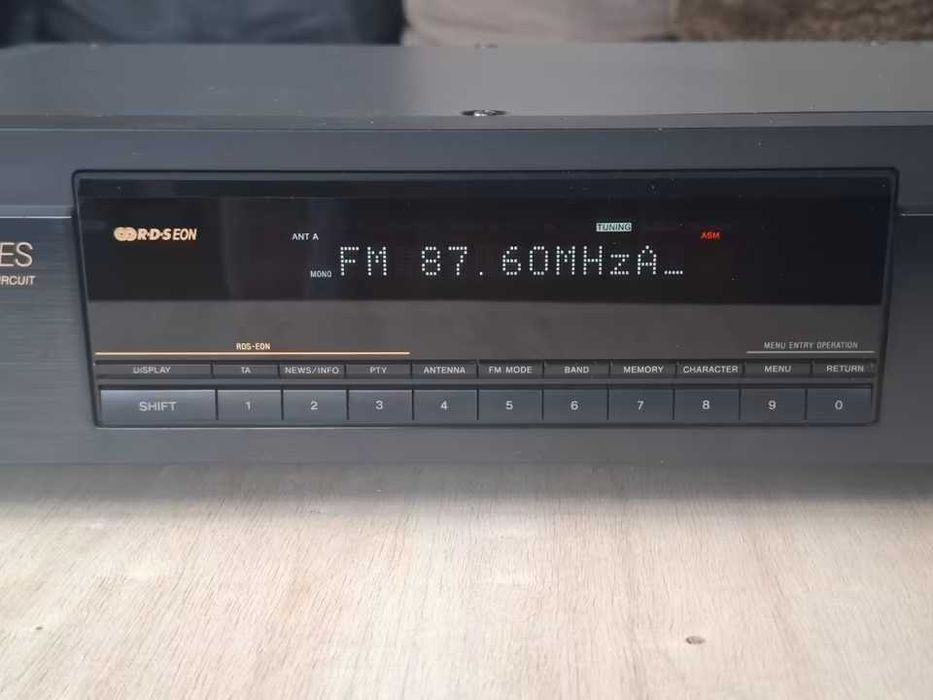 ES
IRCUIT
R·D·S EON
ANT A
TUNING
ASM
MONO
FM 87.60MHzA_
RDS-EON
MENU ENTRY OPERATION
DISPLAY TA NEWS/INFO PTY ANTENNA FM MODE BAND MEMORY CHARACTER MENU RETURN
SHIFT 1 2 3 4 5 6 7 8 9 0